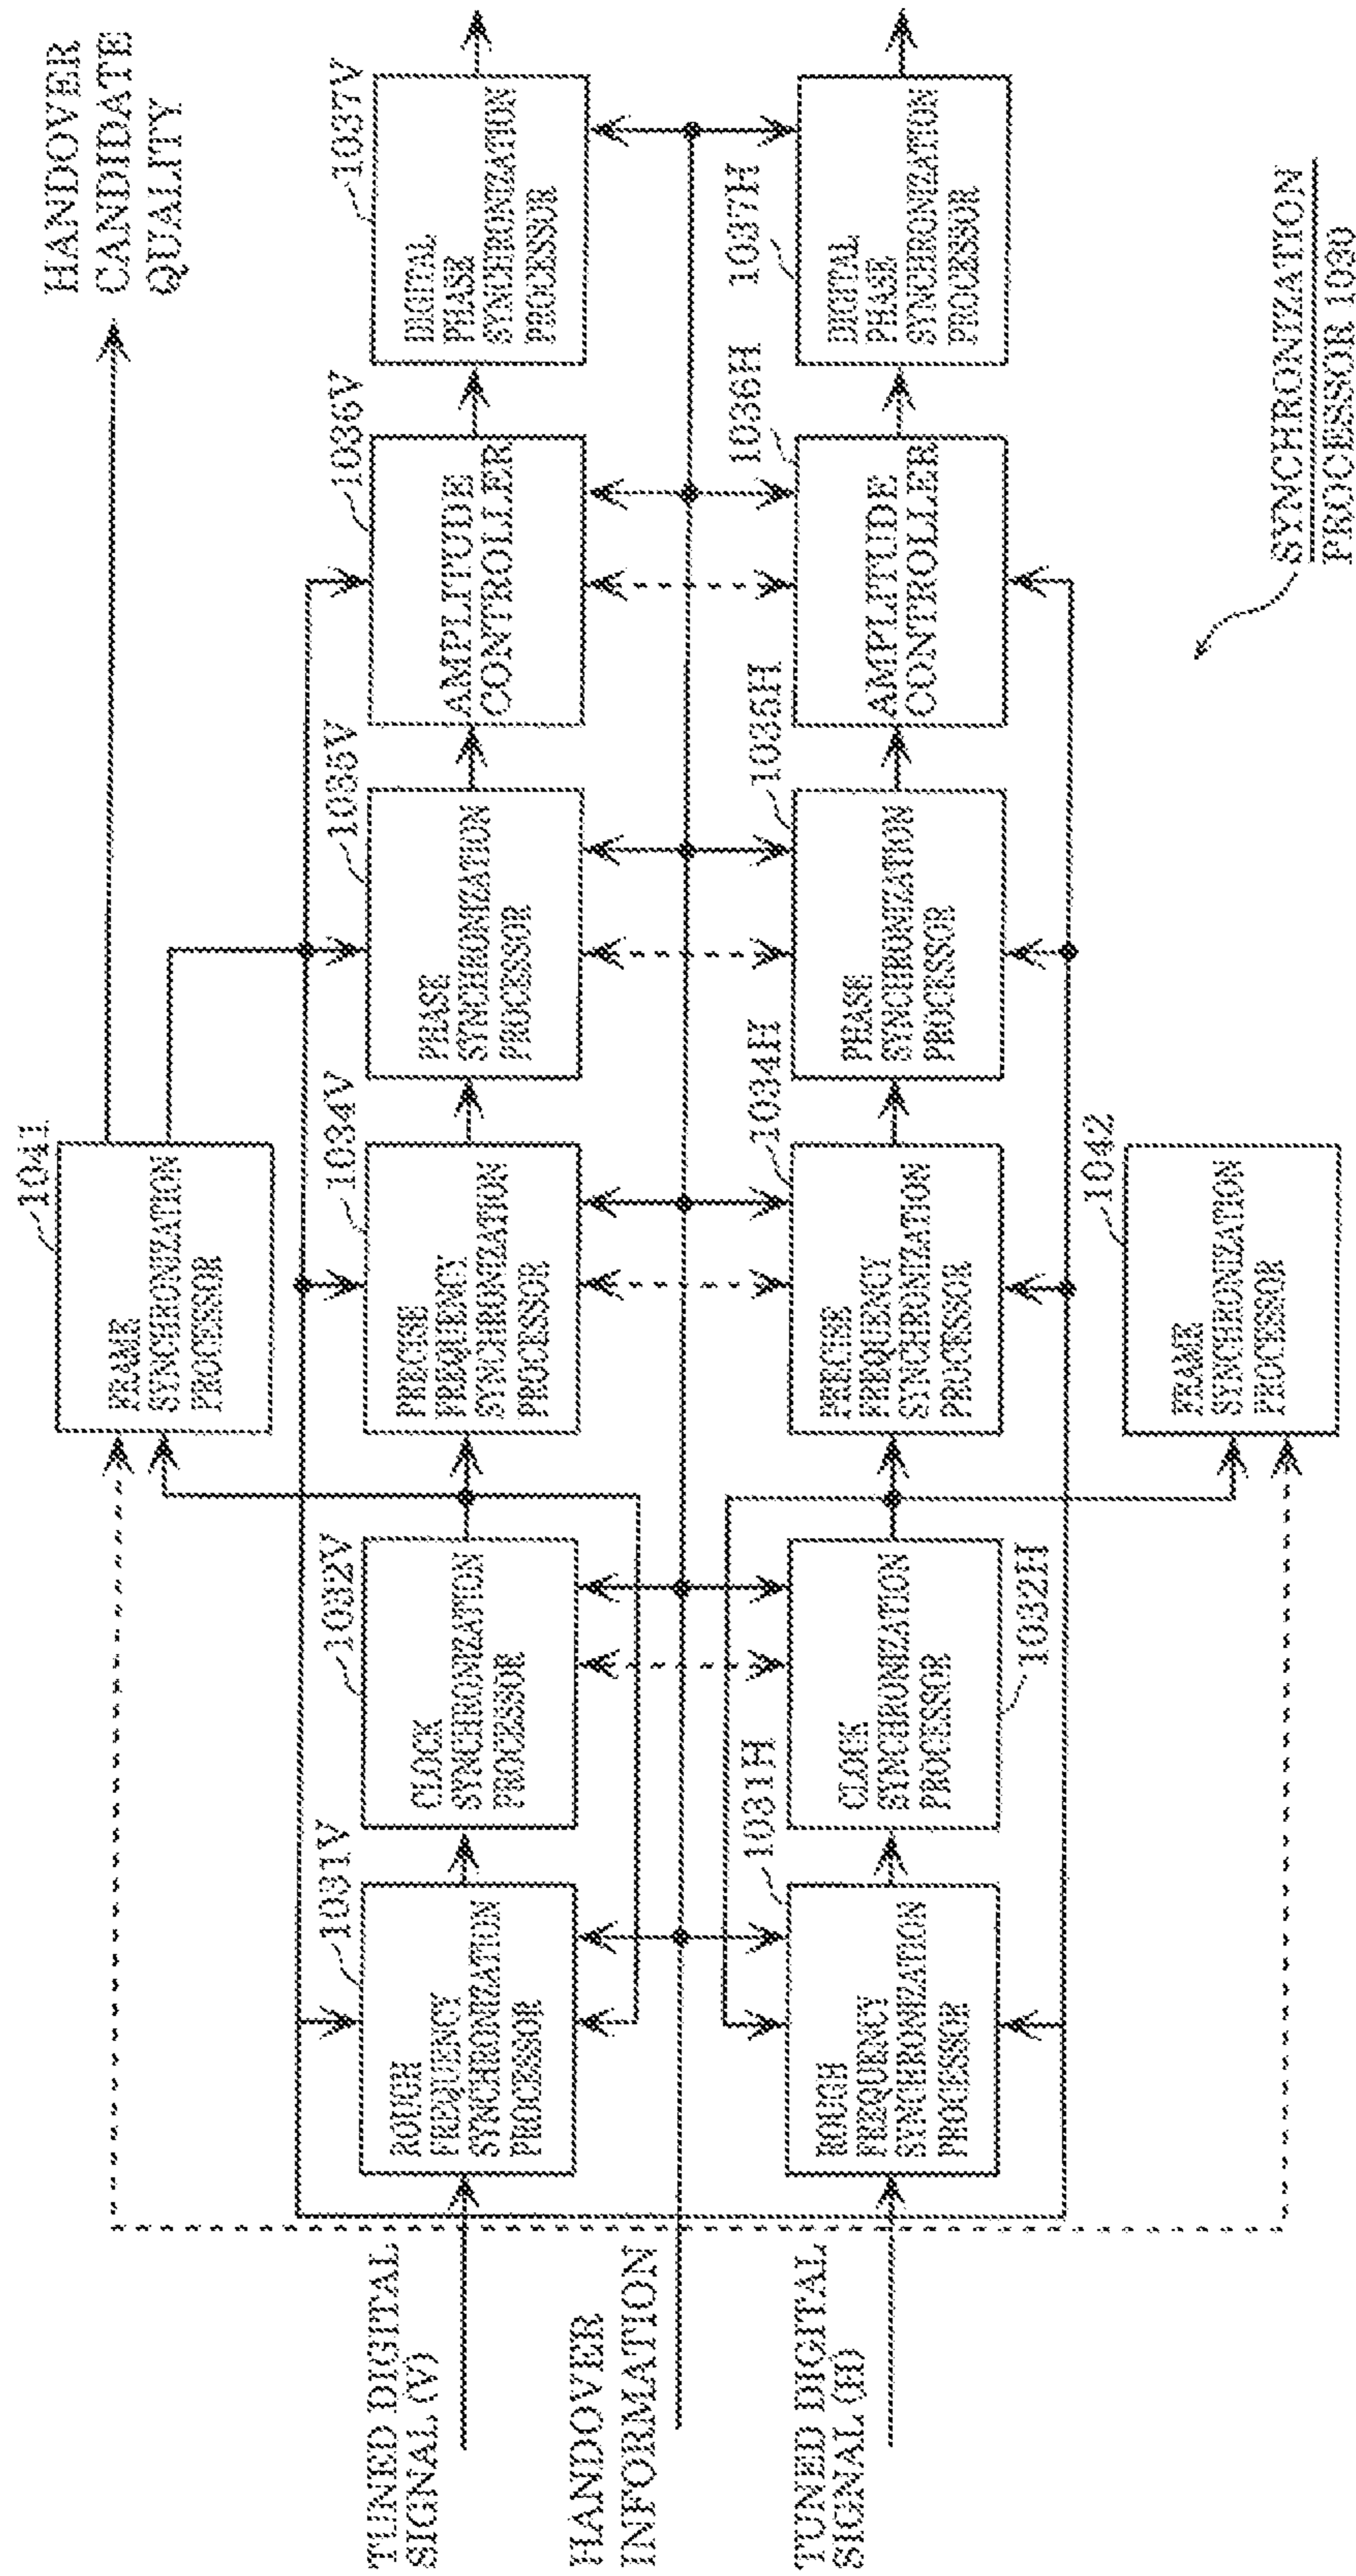 HANDOVER
CANDIDATE
QUALITY
1041
FRAME
SYNCHRONIZATION
PROCESSOR
TUNED DIGITAL
SIGNAL (V)
1031V
ROUGH
FREQUENCY
SYNCHRONIZATION
PROCESSOR
1032V
CLOCK
SYNCHRONIZATION
PROCESSOR
1034V
PRECISE
FREQUENCY
SYNCHRONIZATION
PROCESSOR
1035V
PHASE
SYNCHRONIZATION
PROCESSOR
1036V
AMPLITUDE
CONTROLLER
1037V
DIGITAL
PHASE
SYNCHRONIZATION
PROCESSOR
HANDOVER
INFORMATION
TUNED DIGITAL
SIGNAL (H)
1031H
ROUGH
FREQUENCY
SYNCHRONIZATION
PROCESSOR
1032H
CLOCK
SYNCHRONIZATION
PROCESSOR
1034H
PRECISE
FREQUENCY
SYNCHRONIZATION
PROCESSOR
1035H
PHASE
SYNCHRONIZATION
PROCESSOR
1036H
AMPLITUDE
CONTROLLER
1037H
DIGITAL
PHASE
SYNCHRONIZATION
PROCESSOR
1042
FRAME
SYNCHRONIZATION
PROCESSOR
SYNCHRONIZATION
PROCESSOR 1030